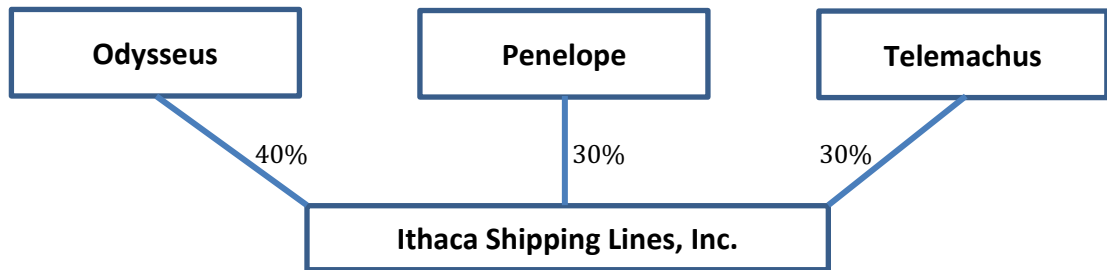 Odysseus
Penelope
Telemachus
40%
30%
30%
Ithaca Shipping Lines, Inc.